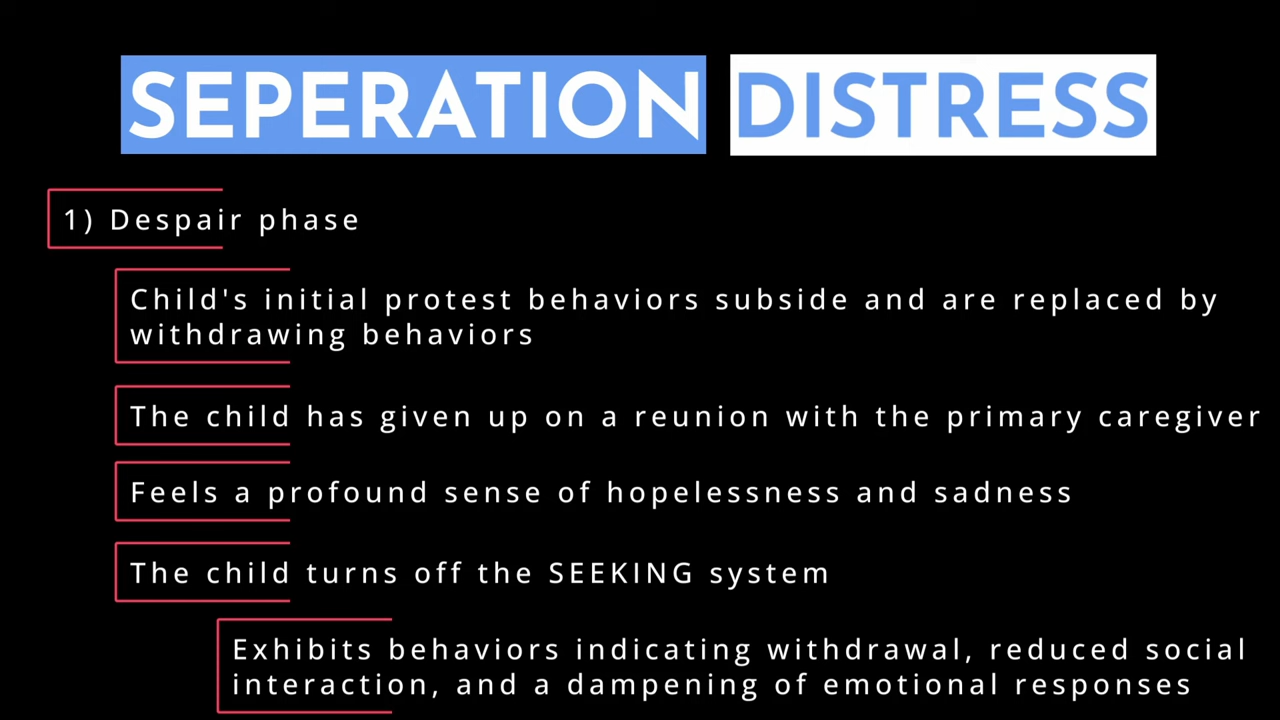 SEPERATION DISTRESS
1) Despair phase
Child's initial protest behaviors subside and are replaced by
withdrawing behaviors
The child has given up on a reunion with the primary caregiver
Feels a profound sense of hopelessness and sadness
The child turns off the SEEKING system
Exhibits behaviors indicating withdrawal, reduced social
interaction, and a dampening of emotional responses